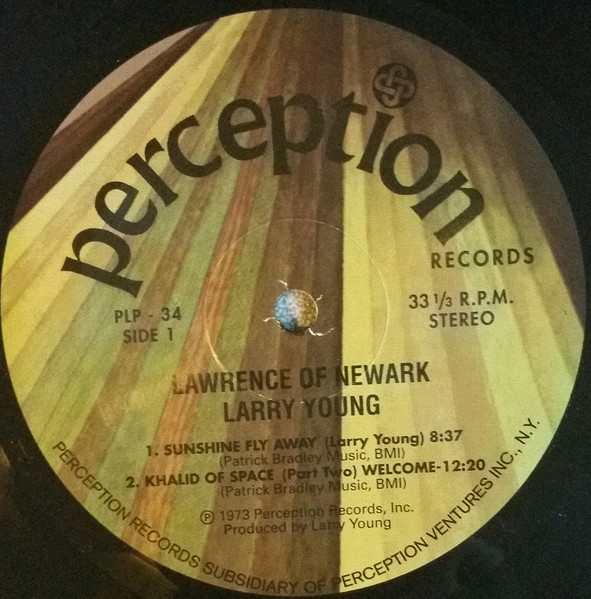 perception
RECORDS
PLP - 34
SIDE 1
33 1/3 R.P.M.
STEREO
LAWRENCE OF NEWARK
LARRY YOUNG
1. SUNSHINE FLY AWAY (Larry Young) 8:37
(Patrick Bradley Music, BMI)
2. KHALID OF SPACE (Part Two) WELCOME-12:20
(Patrick Bradley Music, BMI)
℗ 1973 Perception Records, Inc.
Produced by Larry Young
PERCEPTION RECORDS SUBSIDIARY OF PERCEPTION VENTURES INC., N.Y.